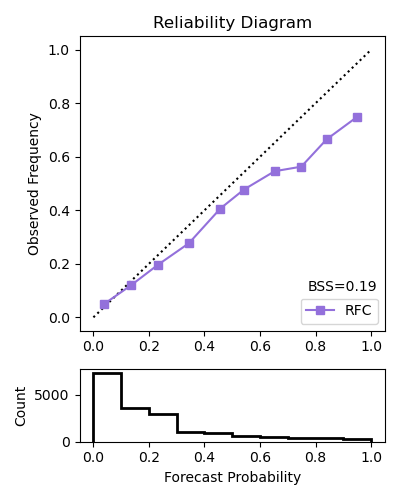 Reliability Diagram
1.0
0.8
0.6
0.4
0.2
0.0
Observed Frequency
BSS=0.19
RFC
0.0 0.2 0.4 0.6 0.8 1.0
5000
0
Count
0.0 0.2 0.4 0.6 0.8 1.0
Forecast Probability